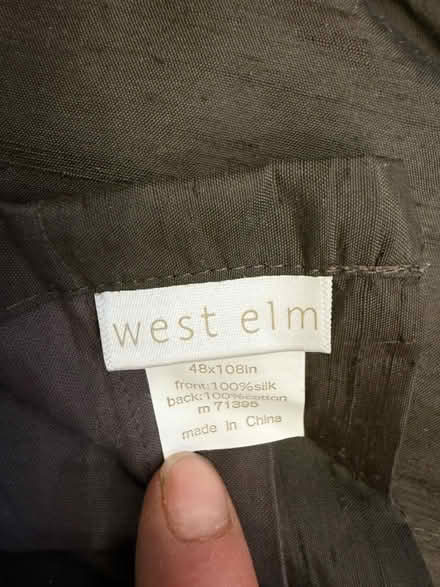 west elm
48x108in
front:100%silk
back:100%cotton
m 71395
made in China